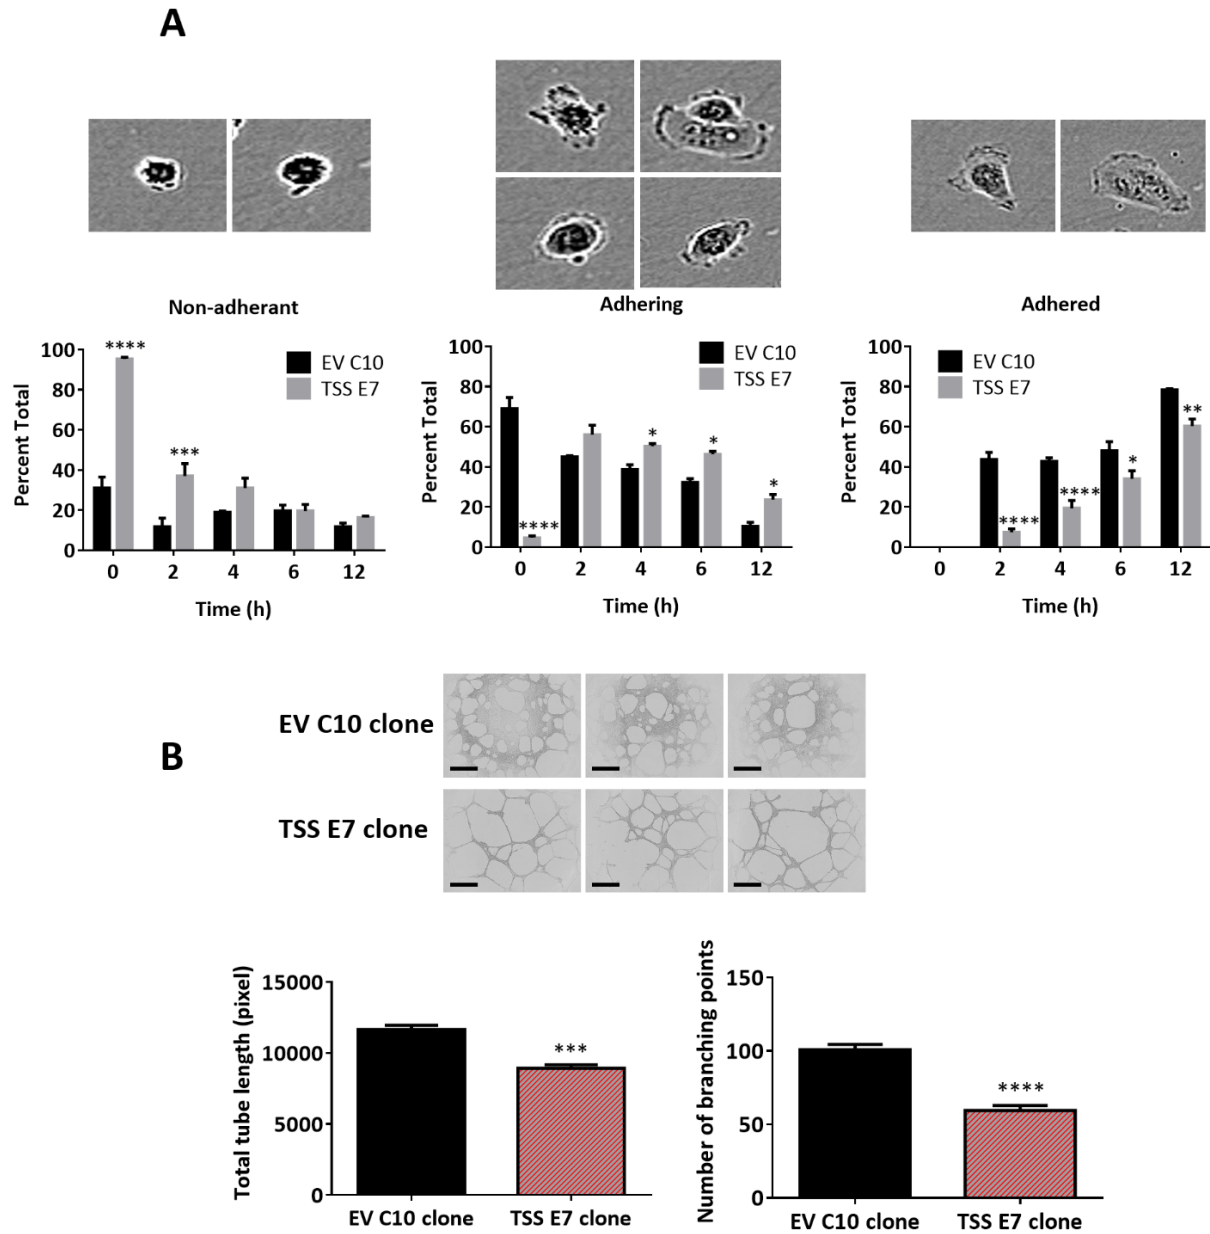 A
Non-adherant
Adhering
Adhered
Percent Total
100
80
60
40
20
0
****
***
EV C10
TSS E7
0 2 4 6 12
Time (h)
Percent Total
100
80
60
40
20
0
****
*
*
*
EV C10
TSS E7
0 2 4 6 12
Time (h)
100
80
60
40
20
0
EV C10
TSS E7
****
****
*
**
Percent Total
0 2 4 6 12
Time (h)
B
EV C10 clone
TSS E7 clone
Total tube length (pixel)
15000
10000
5000
0
***
EV C10 clone TSS E7 clone
Number of branching points
150
100
50
0
****
EV C10 clone TSS E7 clone